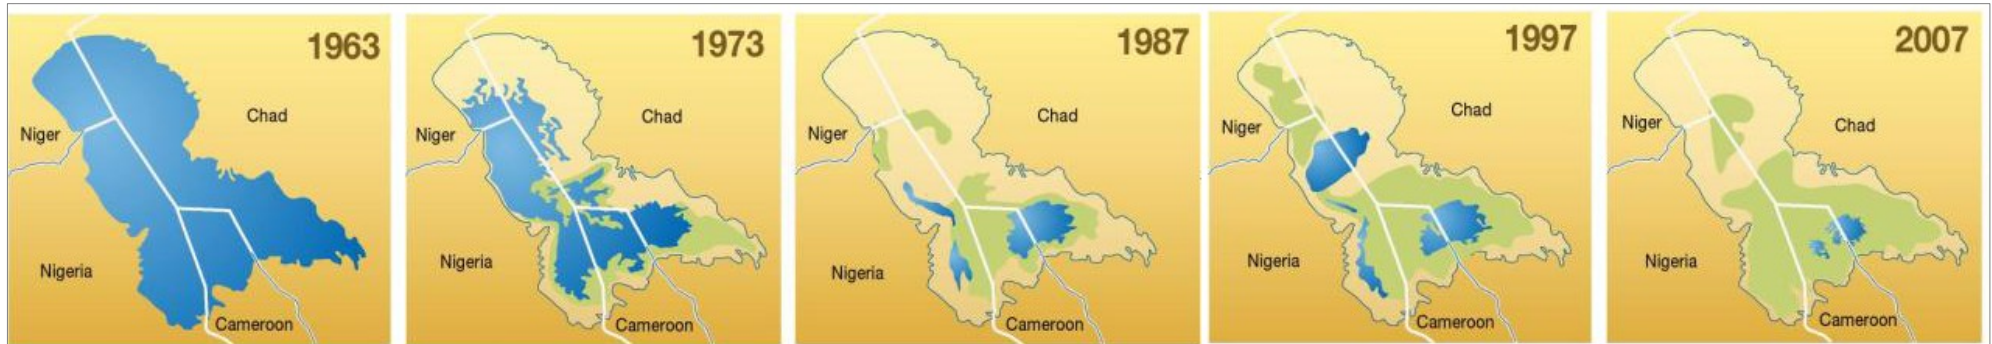 1963
Chad
Niger
Nigeria
Cameroon
1973
Chad
Niger
Nigeria
Cameroon
1987
Chad
Niger
Nigeria
Cameroon
1997
Chad
Niger
Nigeria
Cameroon
2007
Niger
Chad
Nigeria
Cameroon